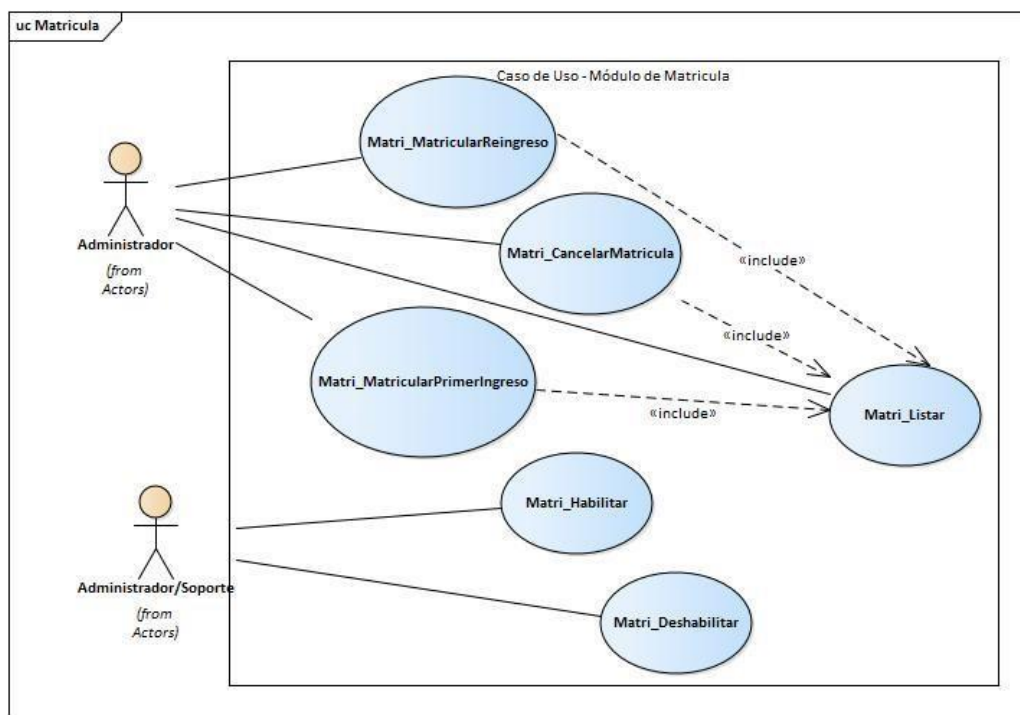 uc Matricula
Caso de Uso - Módulo de Matricula
Matri_MatricularReingreso
Administrador
(from
Actors)
Matri_CancelarMatricula
«include»
«include»
Matri_MatricularPrimerIngreso
«include»
Matri_Listar
Matri_Habilitar
Administrador/Soporte
(from
Actors)
Matri_Deshabilitar